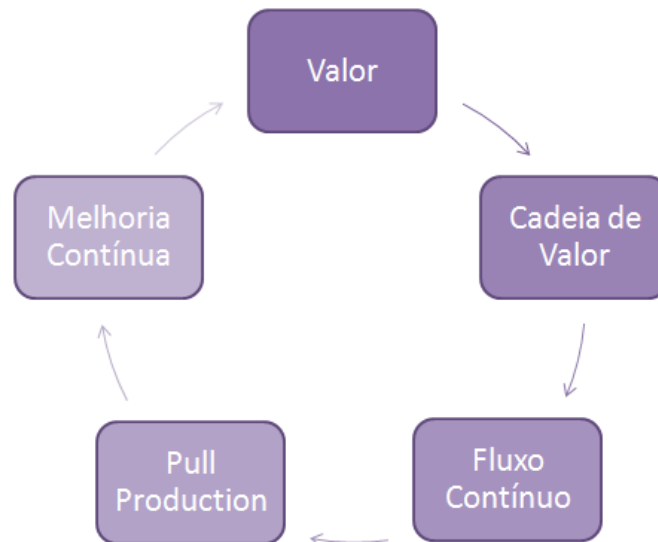 Valor
Cadeia de
Valor
Fluxo
Contínuo
Pull
Production
Melhoria
Contínua